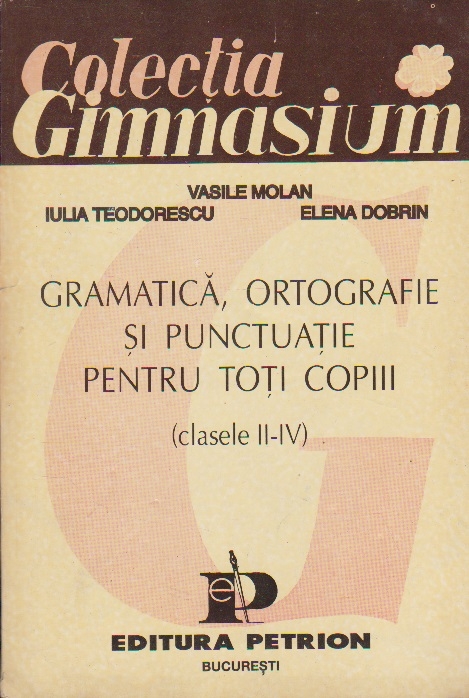 Colecția
Gimnasium
VASILE MOLAN
IULIA TEODORESCU ELENA DOBRIN
GRAMATICĂ, ORTOGRAFIE
ȘI PUNCTUAȚIE
PENTRU TOȚI COPIII
(clasele II-IV)
G
eP
EDITURA PETRION
BUCUREȘTI